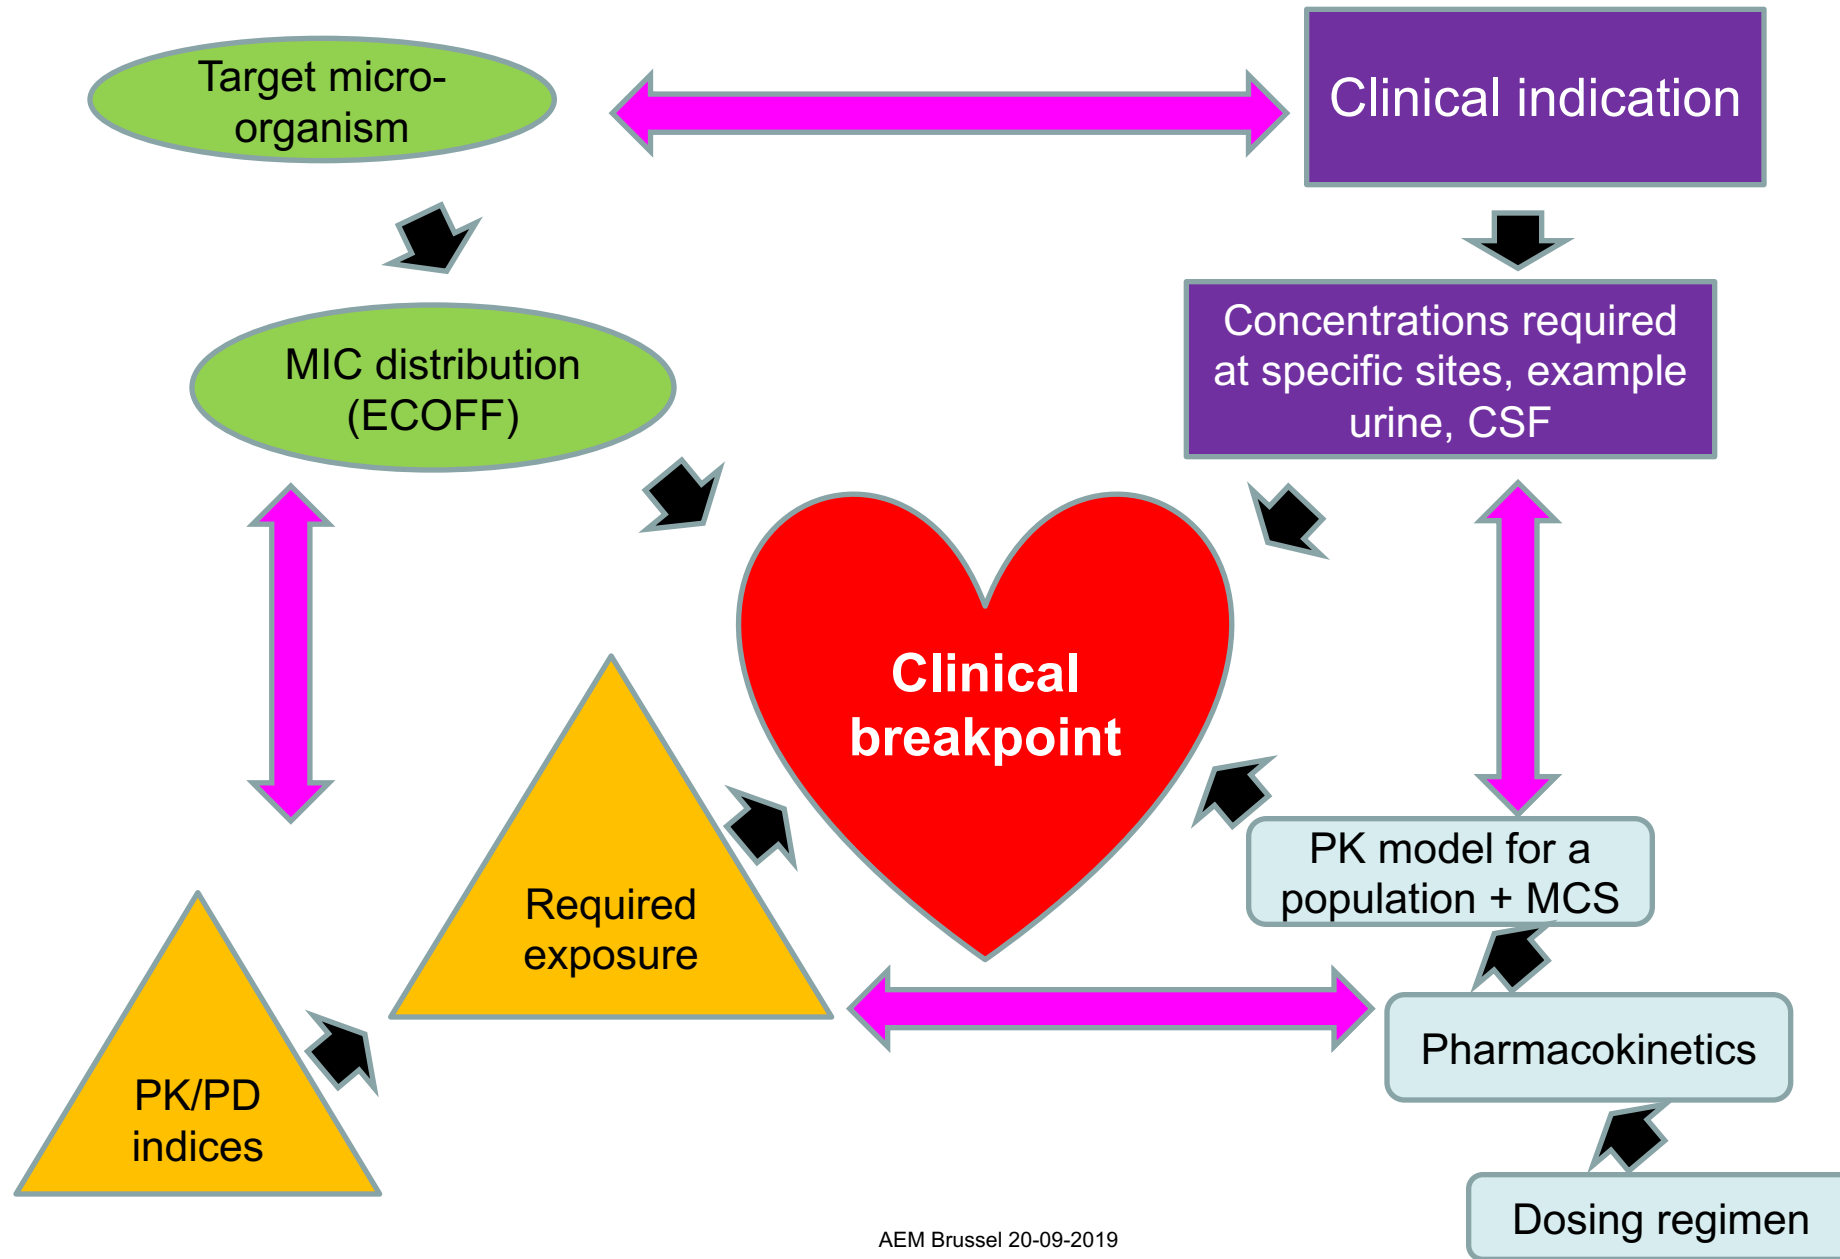 Target micro-
organism
Clinical indication
MIC distribution
(ECOFF)
Concentrations required
at specific sites, example
urine, CSF
Clinical
breakpoint
Required
exposure
PK model for a
population + MCS
PK/PD
indices
Pharmacokinetics
Dosing regimen
AEM Brussel 20-09-2019